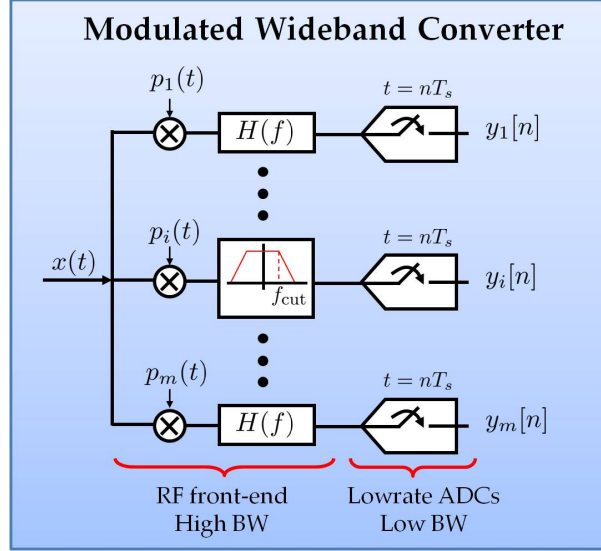 Modulated Wideband Converter
p₁(t)
t = nTₛ
H(f)
y₁[n]
pᵢ(t)
t = nTₛ
x(t)
f_cut
yᵢ[n]
pₘ(t)
t = nTₛ
H(f)
yₘ[n]
RF front-end
High BW
Lowrate ADCs
Low BW